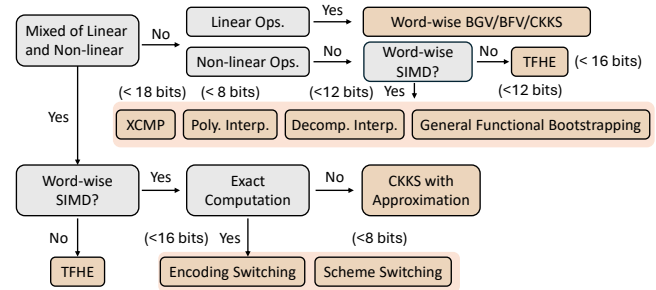 Mixed of Linear
and Non-linear
No
Linear Ops.
Yes
Word-wise BGV/BFV/CKKS
Non-linear Ops.
No
Word-wise
SIMD?
No
TFHE
(< 16 bits)
Yes
(< 18 bits)
(< 8 bits)
(<12 bits)
Yes
(<12 bits)
XCMP
Poly. Interp.
Decomp. Interp.
General Functional Bootstrapping
Word-wise
SIMD?
Yes
Exact
Computation
No
CKKS with
Approximation
No
(<16 bits)
Yes
(<8 bits)
TFHE
Encoding Switching
Scheme Switching